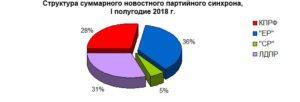 Структура суммарного новостного партийного синхрона,
I полугодие 2018 г.
28%
36%
31%
5%
КПРФ
"ЕР"
"СР"
ЛДПР